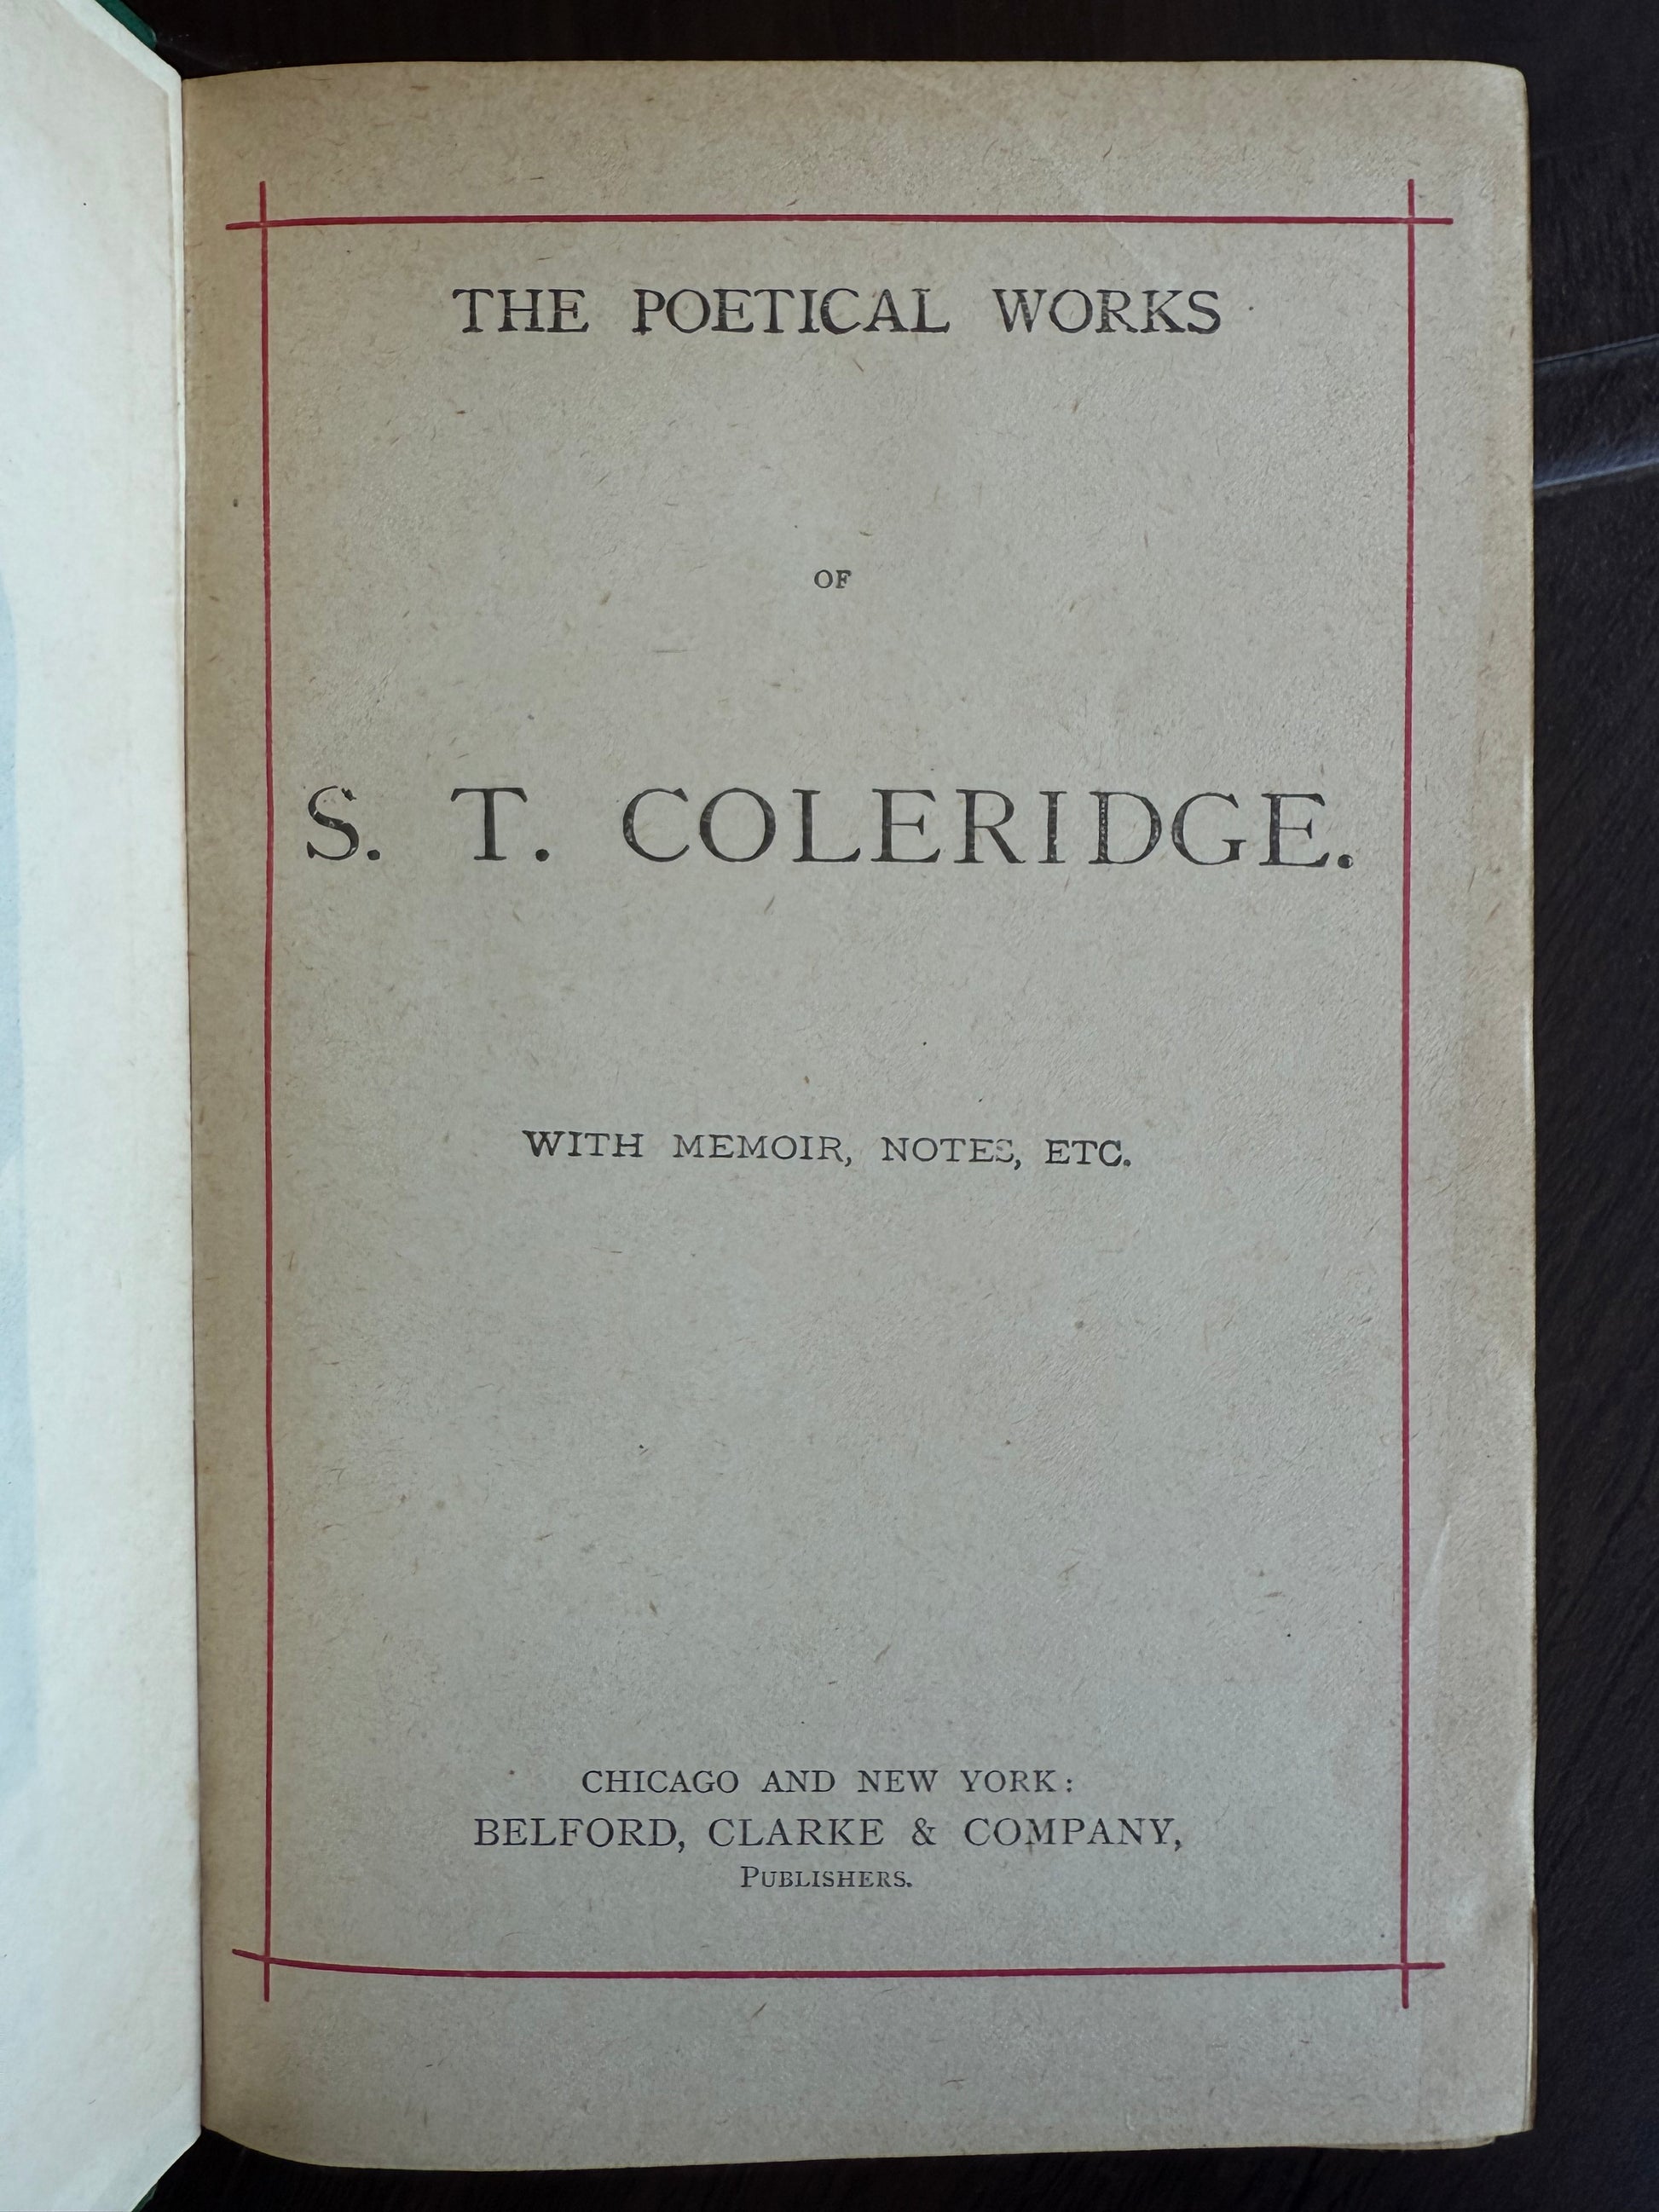 THE POETICAL WORKS
OF
S. T. COLERIDGE.
WITH MEMOIR, NOTES, ETC.
CHICAGO AND NEW YORK:
BELFORD, CLARKE & COMPANY,
PUBLISHERS.